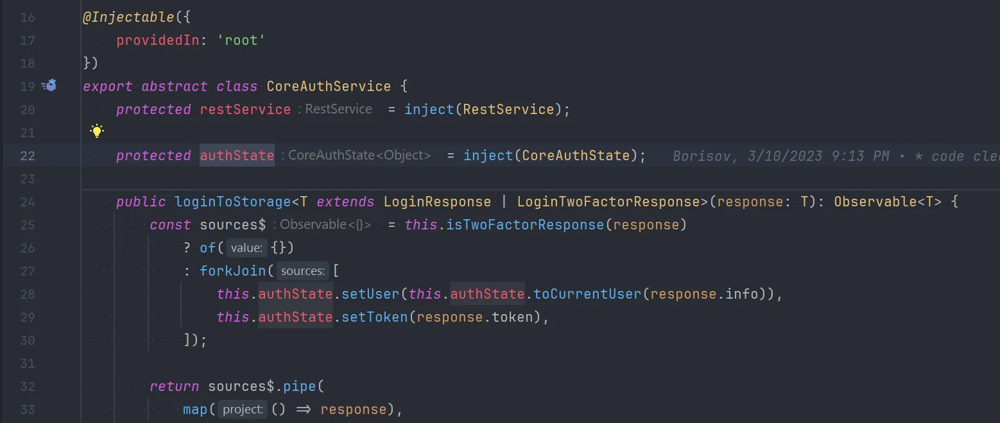 16 @Injectable({
17 providedIn: 'root'
18 })
19 export abstract class CoreAuthService {
20 protected restService : RestService = inject(RestService);
21
22 protected authState : CoreAuthState<Object> = inject(CoreAuthState); Borisov, 3/10/2023 9:13 PM • * code clea
23
24 public loginToStorage<T extends LoginResponse | LoginTwoFactorResponse>(response: T): Observable<T> {
25 const sources$ : Observable<{}> = this.isTwoFactorResponse(response)
26 ? of( value: {})
27 : forkJoin( sources: [
28 this.authState.setUser(this.authState.toCurrentUser(response.info)),
29 this.authState.setToken(response.token),
30 ]);
31
32 return sources$.pipe(
33 map( project: () => response),